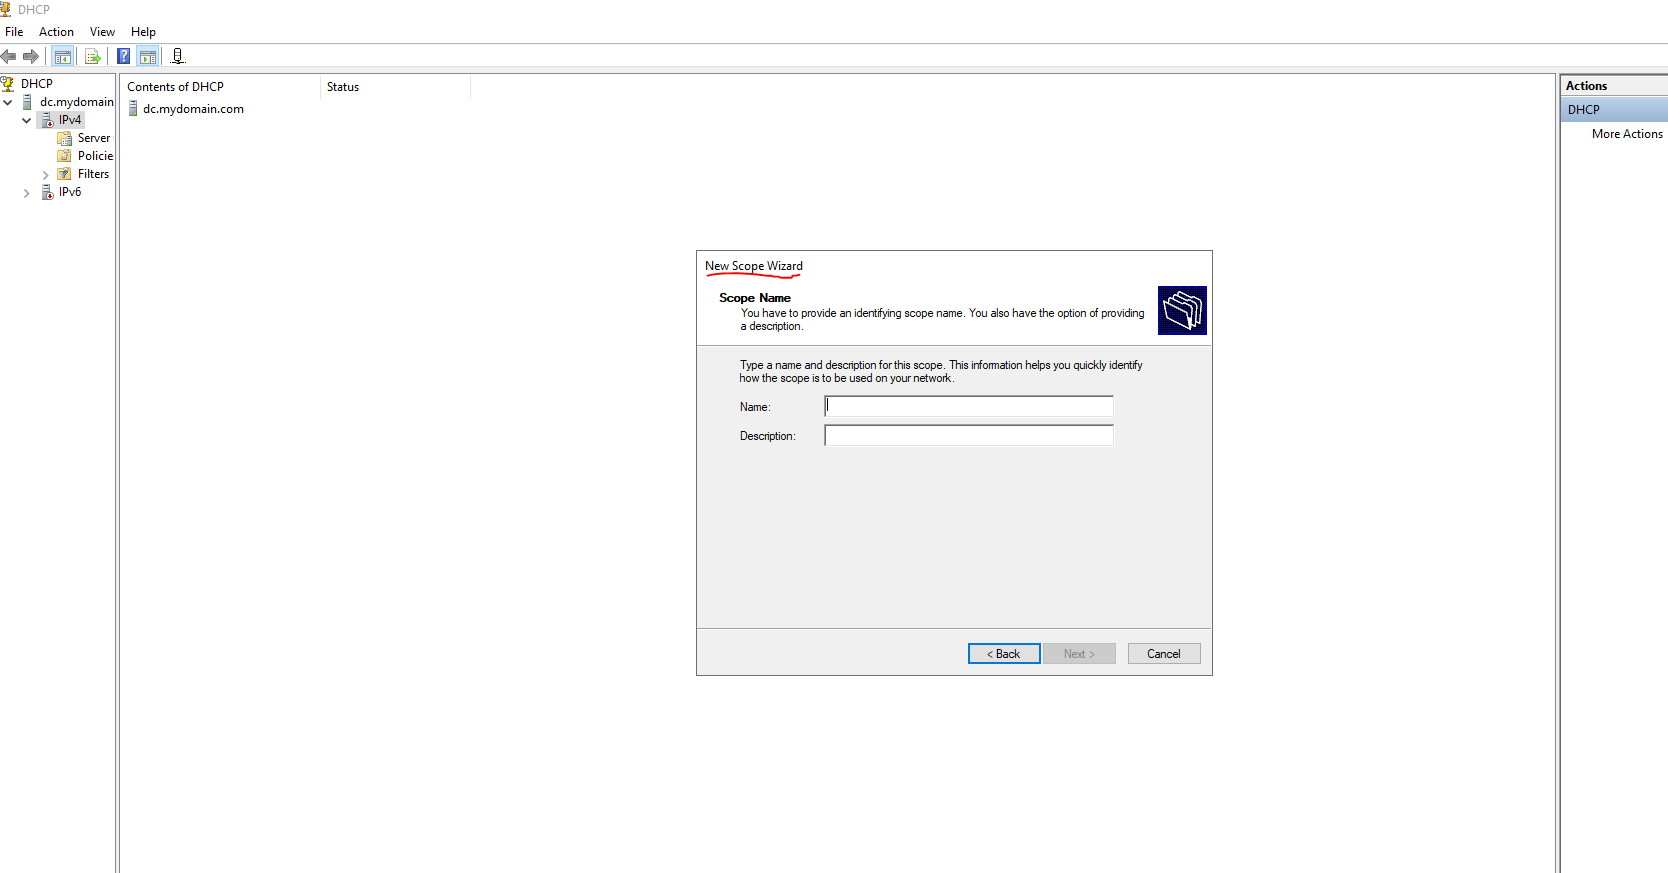 DHCP
File Action View Help
DHCP
dc.mydomain
IPv4
Server
Policie
Filters
IPv6
Contents of DHCP Status
dc.mydomain.com
New Scope Wizard
Scope Name
You have to provide an identifying scope name. You also have the option of providing
a description.
Type a name and description for this scope. This information helps you quickly identify
how the scope is to be used on your network.
Name:
Description:
< Back Next > Cancel
Actions
DHCP
More Actions